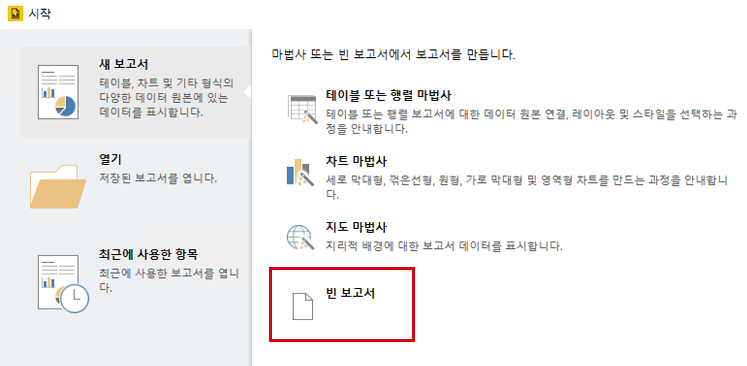 시작
새 보고서
테이블, 차트 및 기타 형식의
다양한 데이터 원본에 있는
데이터를 표시합니다.
열기
저장된 보고서를 엽니다.
최근에 사용한 항목
최근에 사용한 보고서를 엽니
다.
마법사 또는 빈 보고서에서 보고서를 만듭니다.
테이블 또는 행렬 마법사
테이블 또는 행렬 보고서에 대한 데이터 원본 연결, 레이아웃 및 스타일을 선택하는 과
정을 안내합니다.
차트 마법사
세로 막대형, 꺾은선형, 원형, 가로 막대형 및 영역형 차트를 만드는 과정을 안내합니
다.
지도 마법사
지리적 배경에 대한 보고서 데이터를 표시합니다.
빈 보고서